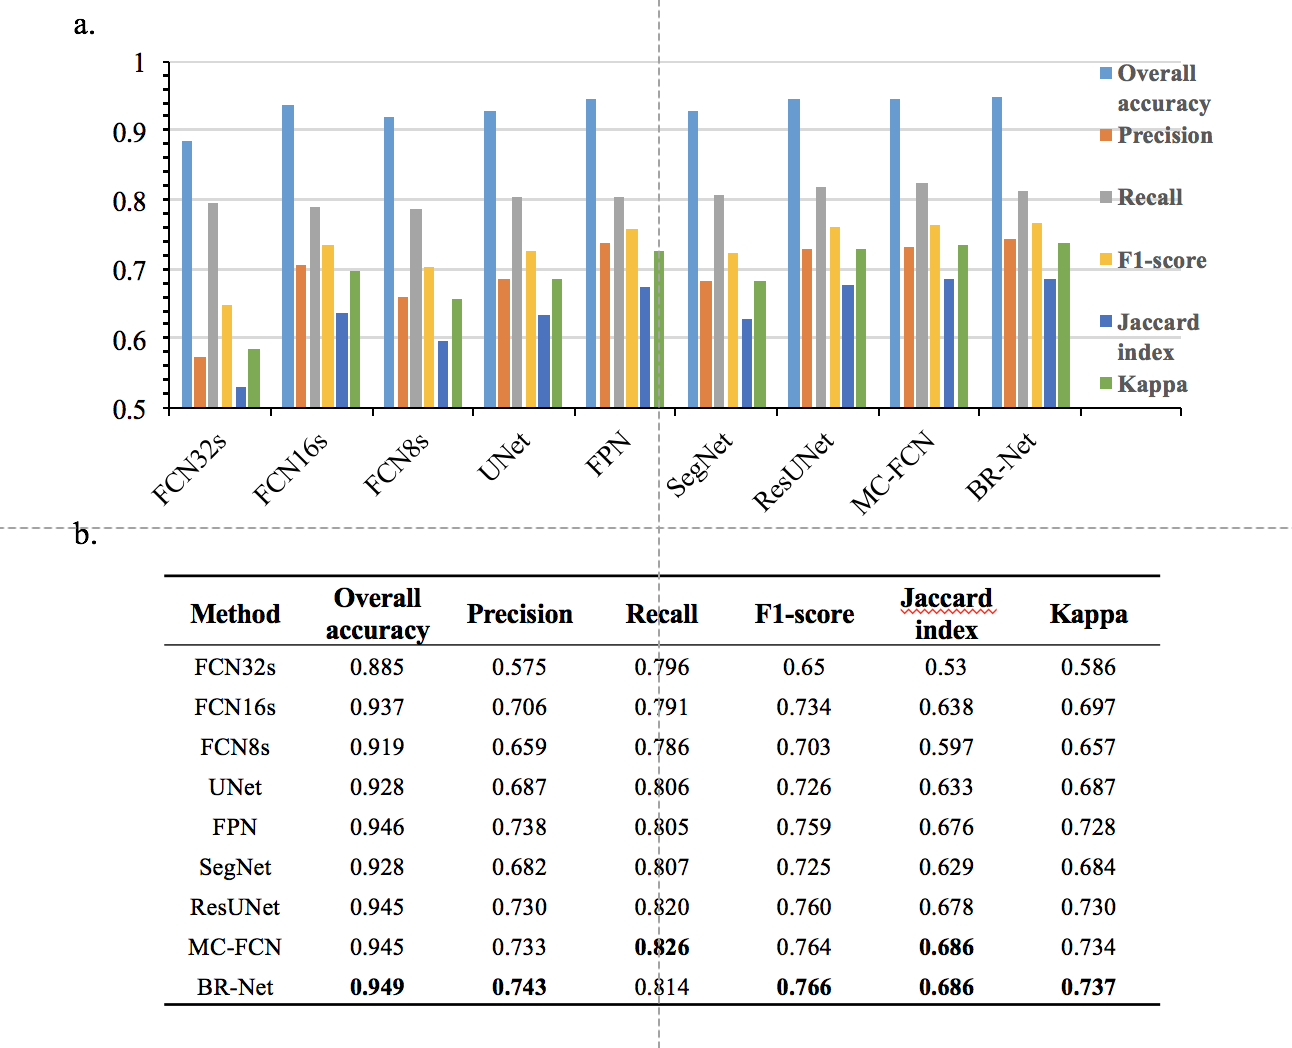 a.
1
0.9
0.8
0.7
0.6
0.5
Overall
accuracy
Precision
Recall
F1-score
Jaccard
index
Kappa
FCN32s
FCN16s
FCN8s
UNet
FPN
SegNet
ResUNet
MC-FCN
BR-Net
b.
Method Overall accuracy Precision Recall F1-score Jaccard index Kappa
FCN32s 0.885 0.575 0.796 0.65 0.53 0.586
FCN16s 0.937 0.706 0.791 0.734 0.638 0.697
FCN8s 0.919 0.659 0.786 0.703 0.597 0.657
UNet 0.928 0.687 0.806 0.726 0.633 0.687
FPN 0.946 0.738 0.805 0.759 0.676 0.728
SegNet 0.928 0.682 0.807 0.725 0.629 0.684
ResUNet 0.945 0.730 0.820 0.760 0.678 0.730
MC-FCN 0.945 0.733 0.826 0.764 0.686 0.734
BR-Net 0.949 0.743 0.814 0.766 0.686 0.737